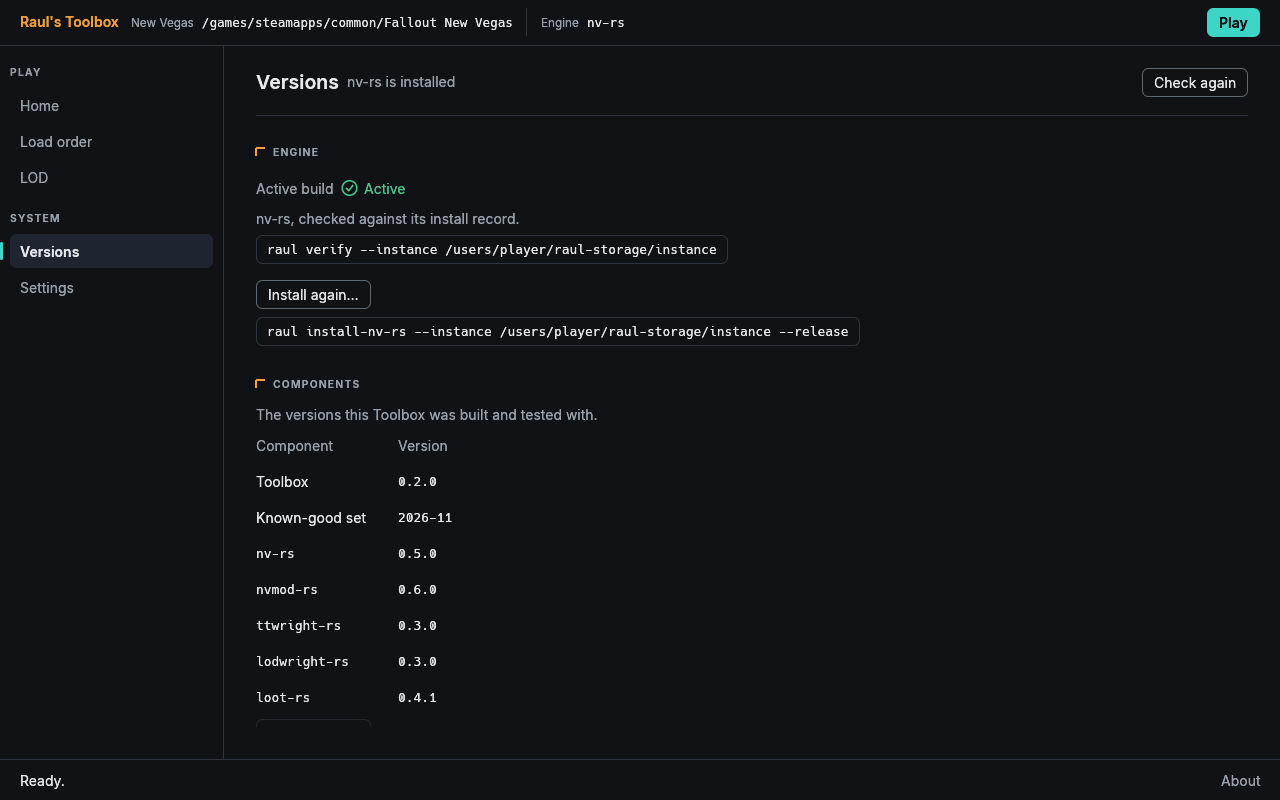 Raul's Toolbox New Vegas /games/steamapps/common/Fallout New Vegas Engine nv-rs Play
PLAY
Home
Load order
LOD
SYSTEM
Versions
Settings
Versions nv-rs is installed Check again
ENGINE
Active build Active
nv-rs, checked against its install record.
raul verify --instance /users/player/raul-storage/instance
Install again...
raul install-nv-rs --instance /users/player/raul-storage/instance --release
COMPONENTS
The versions this Toolbox was built and tested with.
Component Version
Toolbox 0.2.0
Known-good set 2026-11
nv-rs 0.5.0
nvmod-rs 0.6.0
ttwright-rs 0.3.0
lodwright-rs 0.3.0
loot-rs 0.4.1
Ready. About